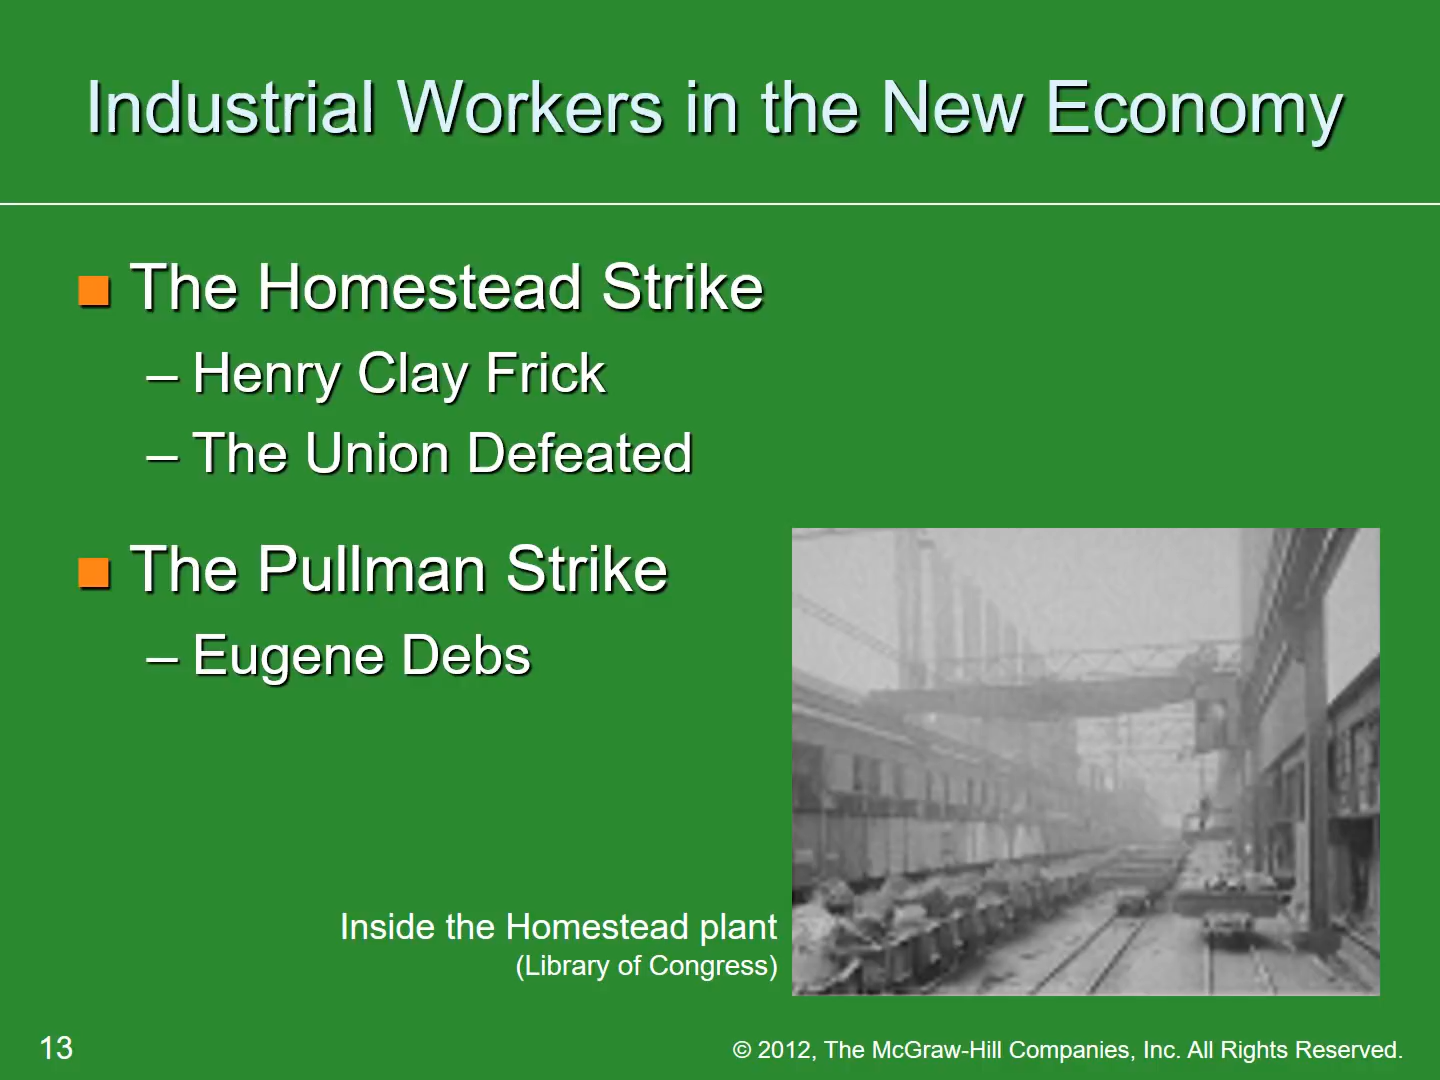 Industrial Workers in the New Economy
■ The Homestead Strike
– Henry Clay Frick
– The Union Defeated
■ The Pullman Strike
– Eugene Debs
Inside the Homestead plant
(Library of Congress)
13
© 2012, The McGraw-Hill Companies, Inc. All Rights Reserved.